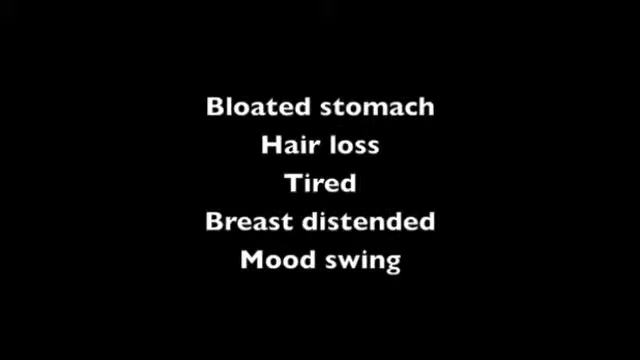 Bloated stomach
Hair loss
Tired
Breast distended
Mood swing